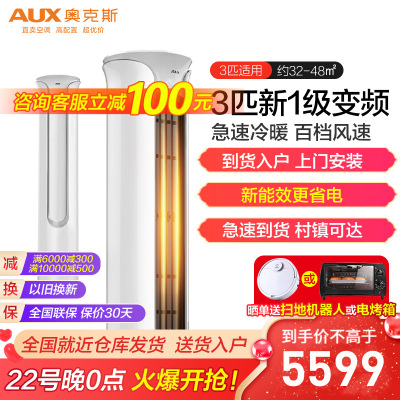 AUX奥克斯
直卖空调 高配置 超优价
3匹适用 约32-48㎡
咨询客服立减100元
3匹新1级变频
急速冷暖 百档风速
到货入户 上门安装
新能效更省电
急速到货 村镇可达
减 满6000减300
满10000减500
换 以旧换新
保 全国联保 保价30天
或
晒单送扫地机器人或电烤箱
全国就近仓库发货 送货入户
22号晚0点 火爆开抢!
到手价不高于
5599